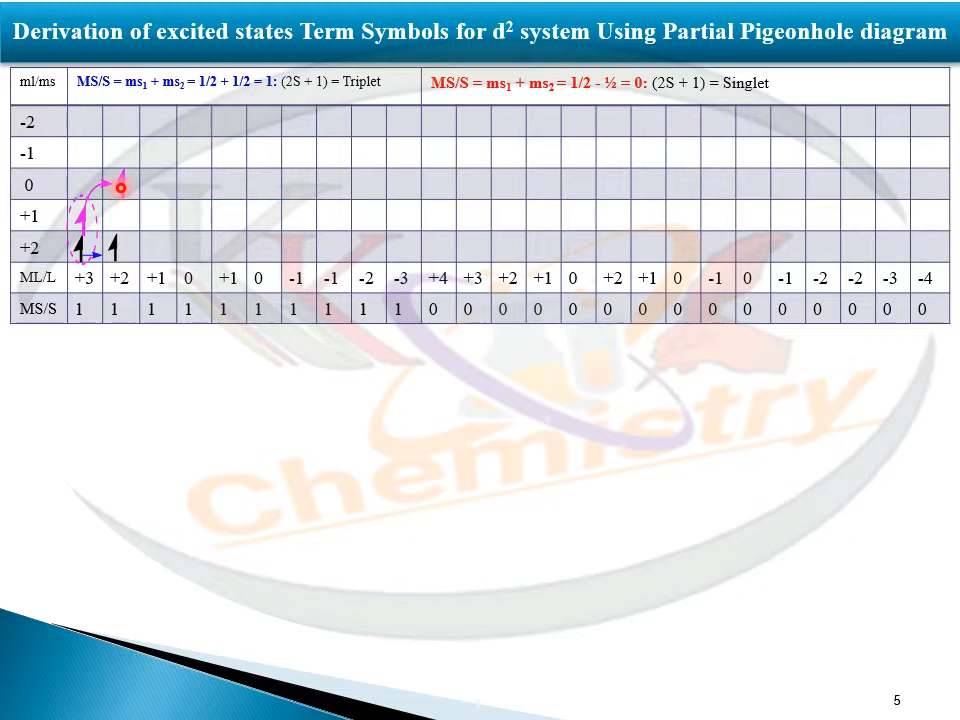 Derivation of excited states Term Symbols for d² system Using Partial Pigeonhole diagram
ml/ms MS/S = ms₁ + ms₂ = 1/2 + 1/2 = 1: (2S + 1) = Triplet MS/S = ms₁ + ms₂ = 1/2 - ½ = 0: (2S + 1) = Singlet
-2
-1
0
+1
+2
ML/L +3 +2 +1 0 +1 0 -1 -1 -2 -3 +4 +3 +2 +1 0 +2 +1 0 -1 0 -1 -2 -2 -3 -4
MS/S 1 1 1 1 1 1 1 1 1 1 0 0 0 0 0 0 0 0 0 0 0 0 0 0 0
Chemistry
5